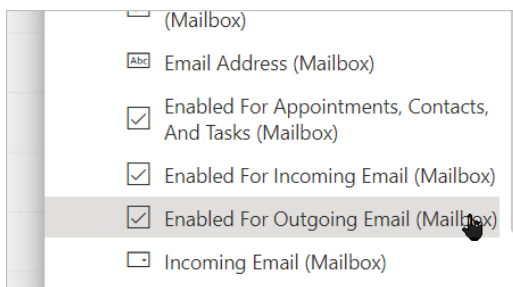 (Mailbox)
Abc Email Address (Mailbox)
Enabled For Appointments, Contacts,
And Tasks (Mailbox)
Enabled For Incoming Email (Mailbox)
Enabled For Outgoing Email (Mailbox)
Incoming Email (Mailbox)